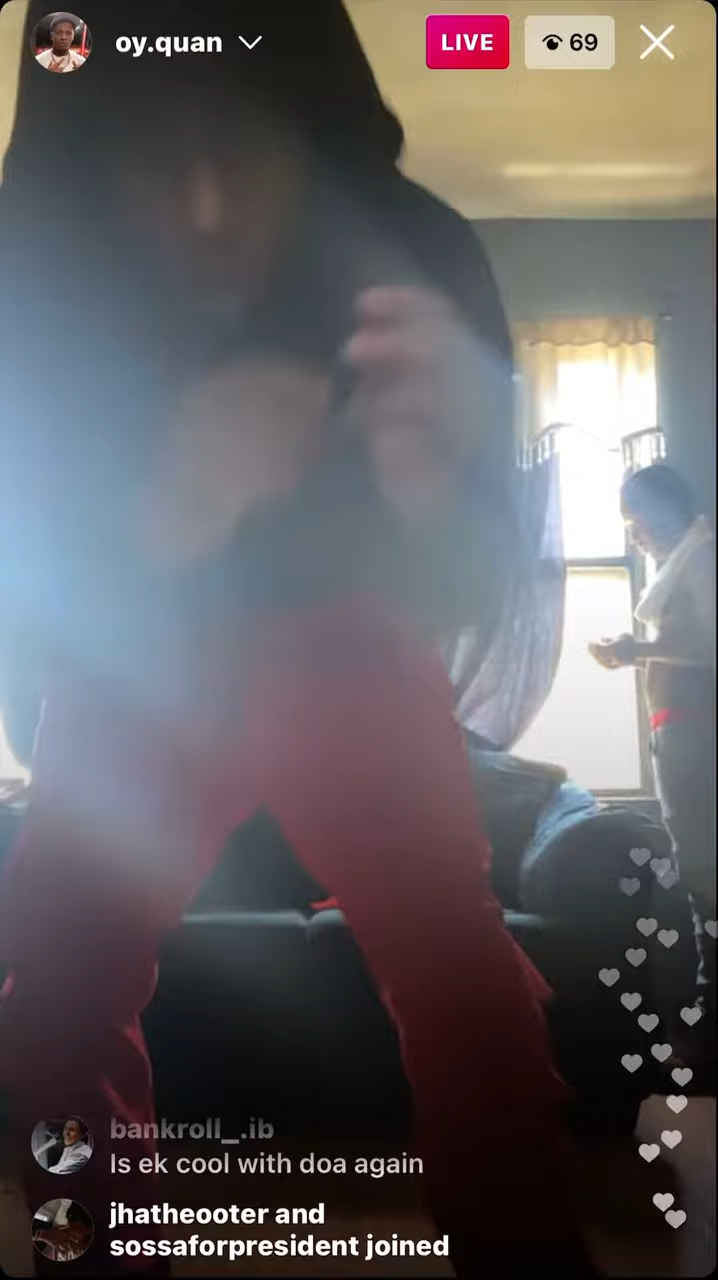 oy.quan
LIVE
69
bankroll_.ib
Is ek cool with doa again
jhatheooter and
sossaforpresident joined